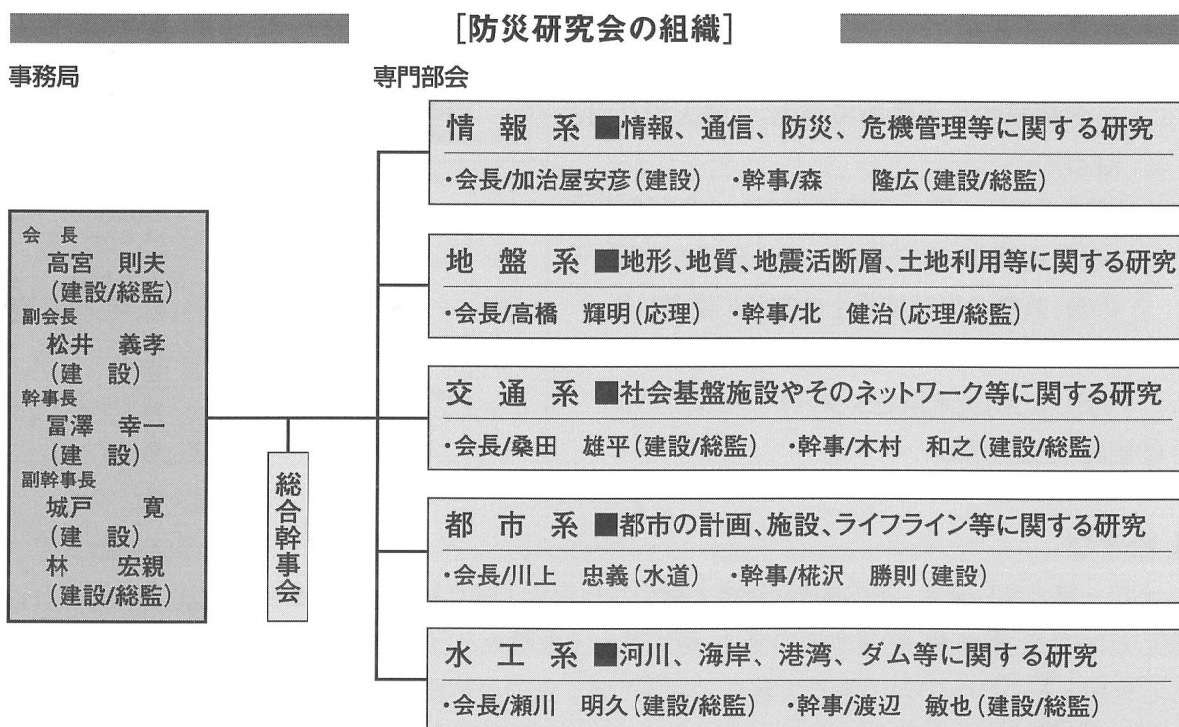 [防災研究会の組織]
事務局
会　長
高宮　則夫
(建設/総監)
副会長
松井　義孝
(建　設)
幹事長
冨澤　幸一
(建　設)
副幹事長
城戸　　寛
(建　設)
林　　宏親
(建設/総監)
総合幹事会
専門部会
情　報　系　■情報、通信、防災、危機管理等に関する研究
・会長/加治屋安彦(建設)　・幹事/森　　隆広(建設/総監)
地　盤　系　■地形、地質、地震活断層、土地利用等に関する研究
・会長/高橋　輝明(応理)　・幹事/北　健治(応理/総監)
交　通　系　■社会基盤施設やそのネットワーク等に関する研究
・会長/桑田　雄平(建設/総監)　・幹事/木村　和之(建設/総監)
都　市　系　■都市の計画、施設、ライフライン等に関する研究
・会長/川上　忠義(水道)　・幹事/椛沢　勝則(建設)
水　工　系　■河川、海岸、港湾、ダム等に関する研究
・会長/瀬川　明久(建設/総監)　・幹事/渡辺　敏也(建設/総監)